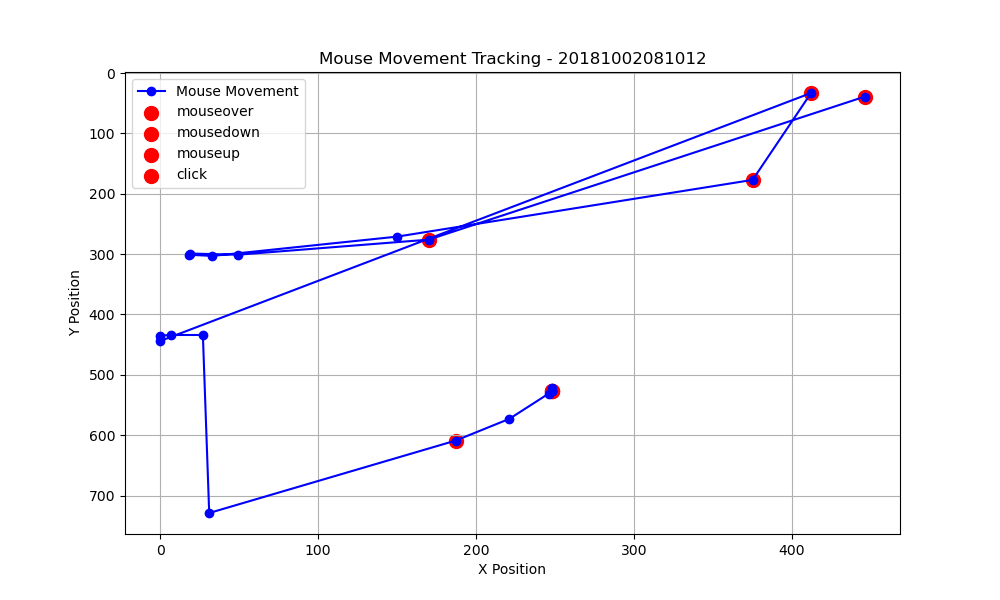 Mouse Movement Tracking - 20181002081012
Mouse Movement
mouseover
mousedown
mouseup
click
0
100
200
300
400
500
600
700
Y Position
0
100
200
300
400
X Position